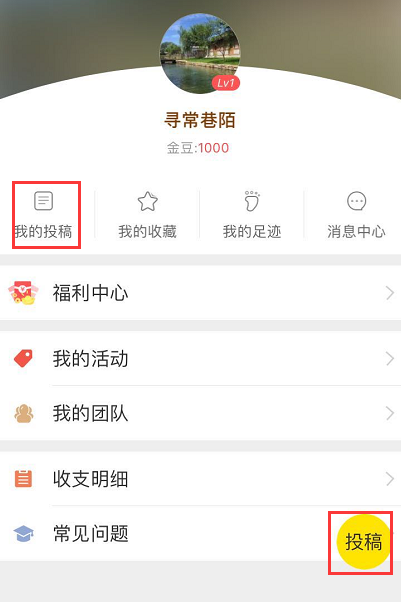 Lv1
寻常巷陌
金豆:1000
我的投稿 我的收藏 我的足迹 消息中心
福利中心
我的活动
我的团队
收支明细
常见问题
投稿